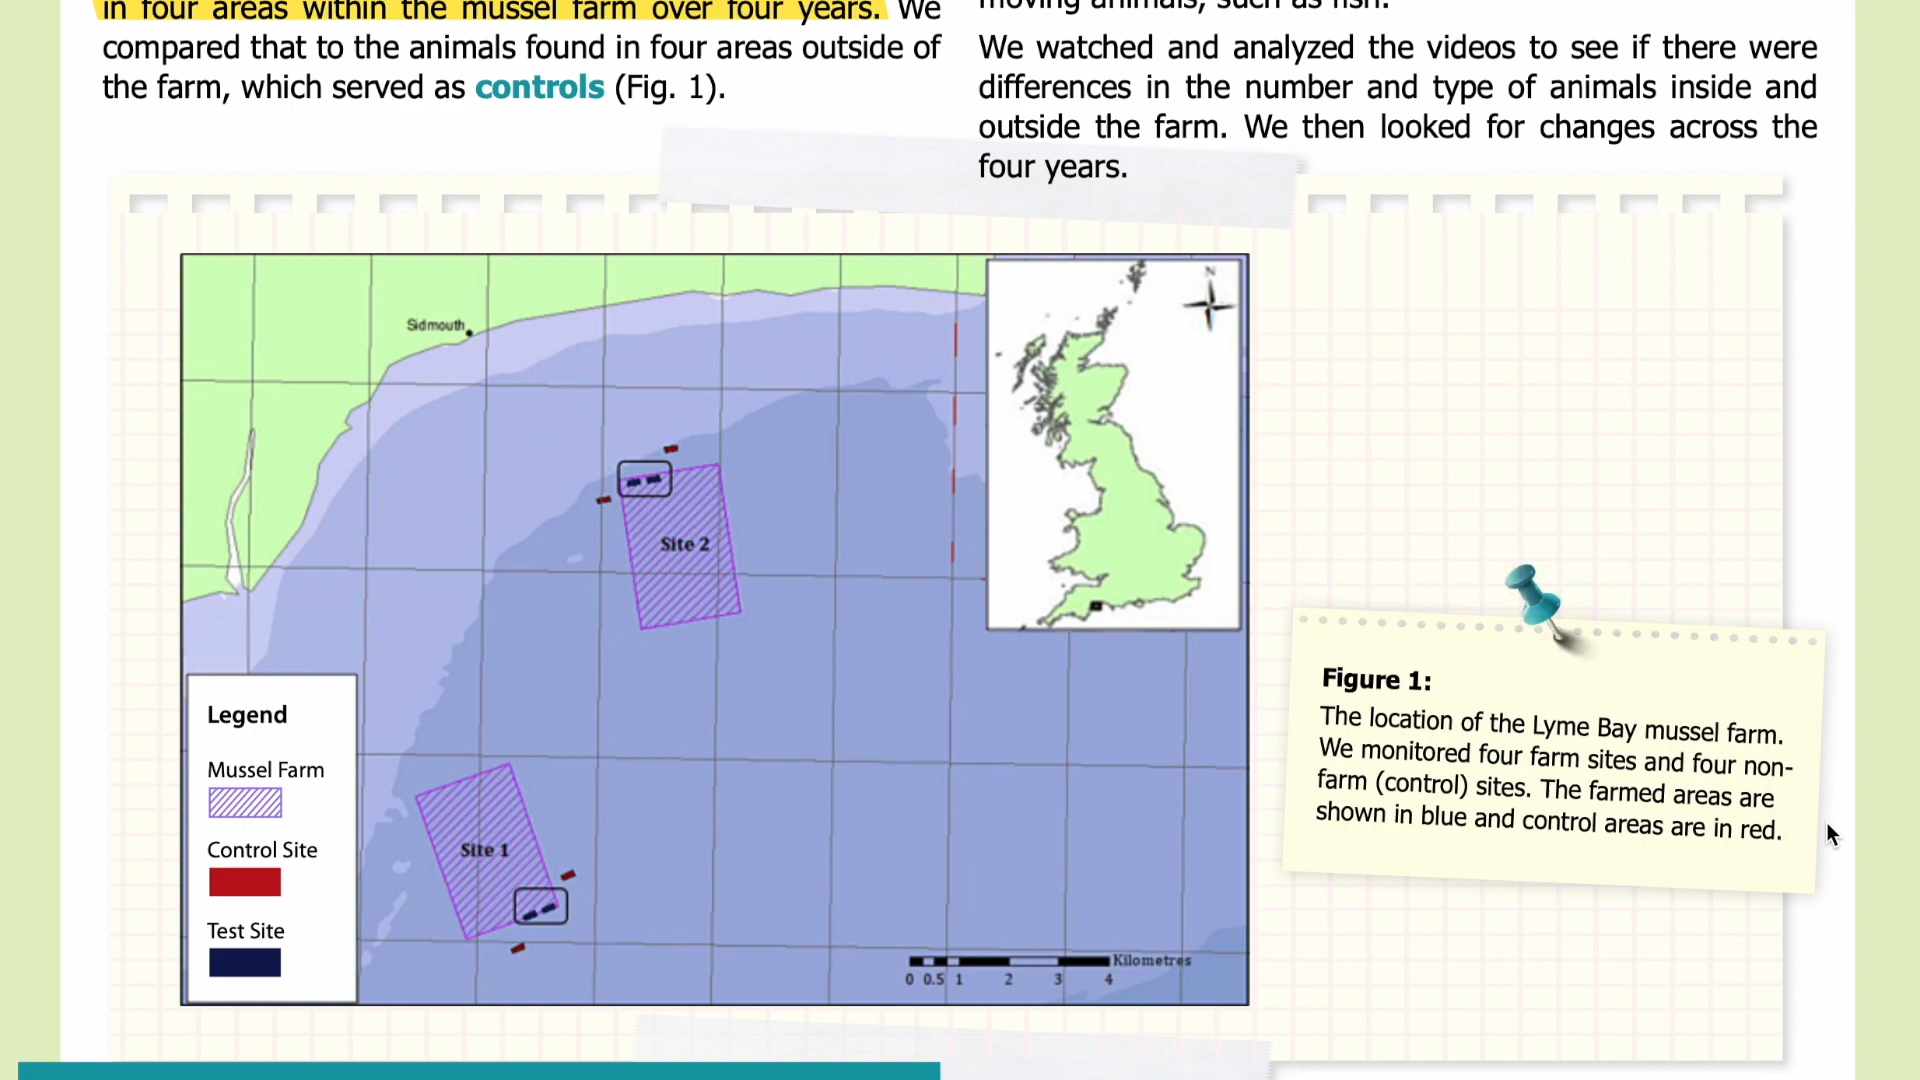 in four areas within the mussel farm over four years. We
compared that to the animals found in four areas outside of
the farm, which served as controls (Fig. 1).
moving animals, such as fish.
We watched and analyzed the videos to see if there were
differences in the number and type of animals inside and
outside the farm. We then looked for changes across the
four years.
N
Sidmouth
Site 2
Legend
Mussel Farm
Control Site
Test Site
Site 1
Kilometres
0 0.5 1 2 3 4
Figure 1:
The location of the Lyme Bay mussel farm.
We monitored four farm sites and four non-
farm (control) sites. The farmed areas are
shown in blue and control areas are in red.